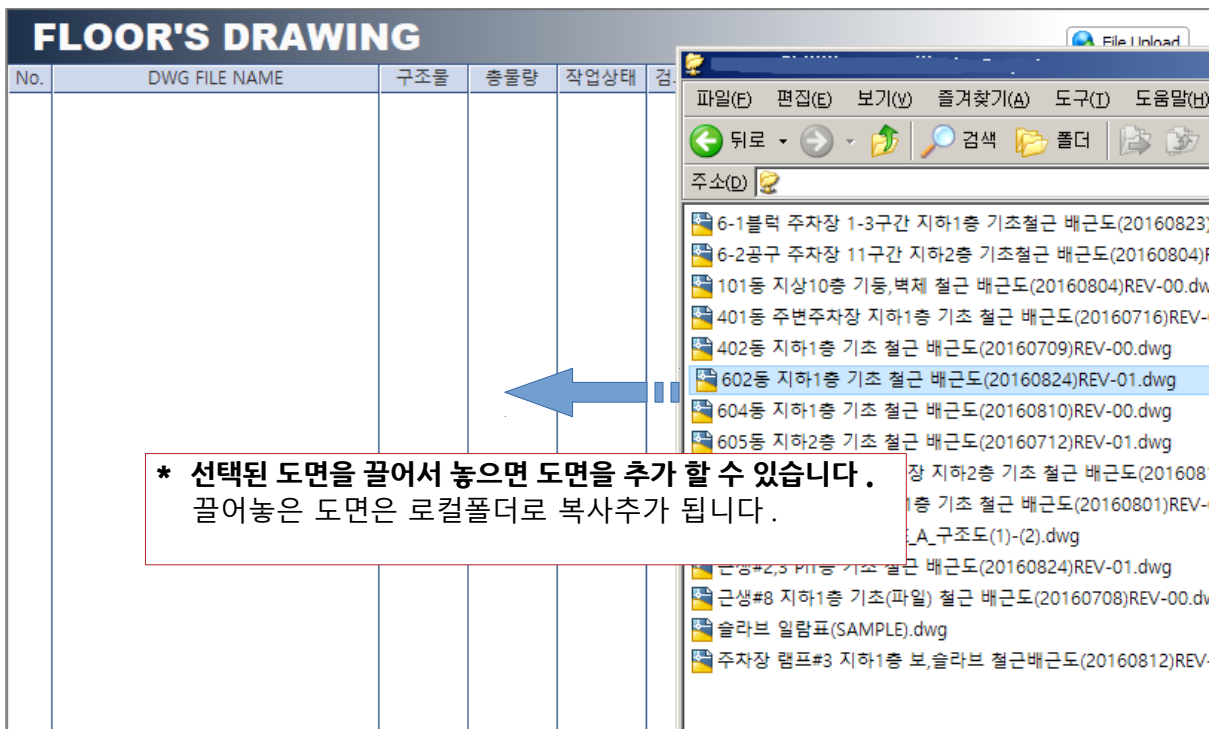 FLOOR'S DRAWING
File Upload
No. DWG FILE NAME 구조물 총물량 작업상태 검
파일(F) 편집(E) 보기(V) 즐겨찾기(A) 도구(T) 도움말(H)
뒤로 검색 폴더
주소(D)
6-1블럭 주차장 1-3구간 지하1층 기초철근 배근도(20160823)
6-2공구 주차장 11구간 지하2층 기초철근 배근도(20160804)R
101동 지상10층 기둥,벽체 철근 배근도(20160804)REV-00.dw
401동 주변주차장 지하1층 기초 철근 배근도(20160716)REV-
402동 지하1층 기초 철근 배근도(20160709)REV-00.dwg
602동 지하1층 기초 철근 배근도(20160824)REV-01.dwg
604동 지하1층 기초 철근 배근도(20160810)REV-00.dwg
605동 지하2층 기초 철근 배근도(20160712)REV-01.dwg
장 지하2층 기초 철근 배근도(201608
1층 기초 철근 배근도(20160801)REV-
_A_구조도(1)-(2).dwg
근생#2,3 PIT층 기초 철근 배근도(20160824)REV-01.dwg
근생#8 지하1층 기초(파일) 철근 배근도(20160708)REV-00.dw
슬라브 일람표(SAMPLE).dwg
주차장 램프#3 지하1층 보,슬라브 철근배근도(20160812)REV-
* 선택된 도면을 끌어서 놓으면 도면을 추가 할 수 있습니다.
끌어놓은 도면은 로컬폴더로 복사추가 됩니다.